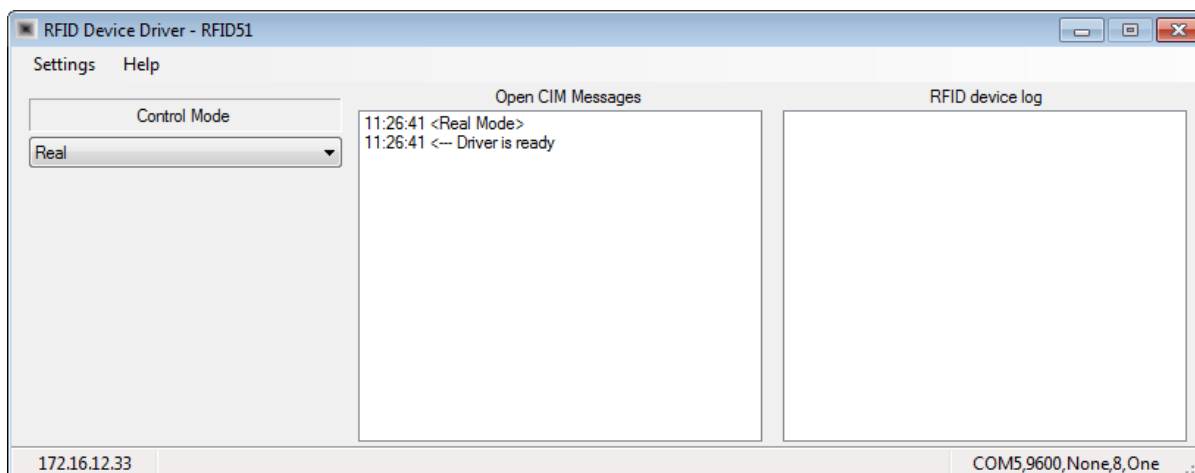 RFID Device Driver - RFID51
Settings Help
Control Mode
Real
Open CIM Messages
11:26:41 <Real Mode>
11:26:41 <--- Driver is ready
RFID device log
172.16.12.33
COM5,9600,None,8,One